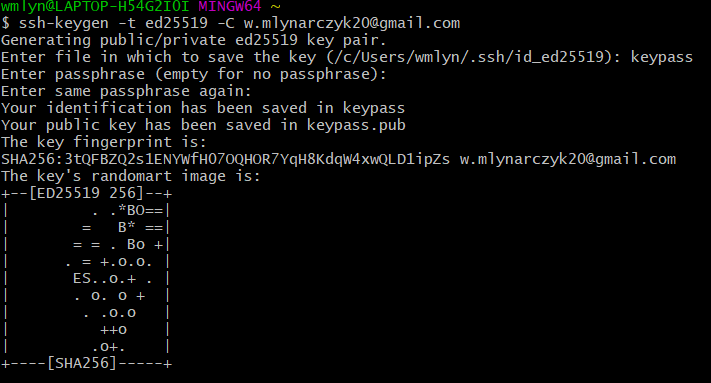 wmlyn@LAPTOP-H54G2I0I MINGW64 ~
$ ssh-keygen -t ed25519 -C w.mlynarczyk20@gmail.com
Generating public/private ed25519 key pair.
Enter file in which to save the key (/c/Users/wmlyn/.ssh/id_ed25519): keypass
Enter passphrase (empty for no passphrase):
Enter same passphrase again:
Your identification has been saved in keypass
Your public key has been saved in keypass.pub
The key fingerprint is:
SHA256:3tQFBZQ2s1ENYWfH07OQHOR7YqH8KdqW4xwQLD1ipZs w.mlynarczyk20@gmail.com
The key's randomart image is:
+--[ED25519 256]--+
|          . .*BO==|
|         =   B* ==|
|        = = . Bo +|
|       . = +.o.o. |
|        ES..o.+ . |
|        . o. o +  |
|         . .o.o   |
|           ++o    |
|          .o+.    |
+----[SHA256]-----+